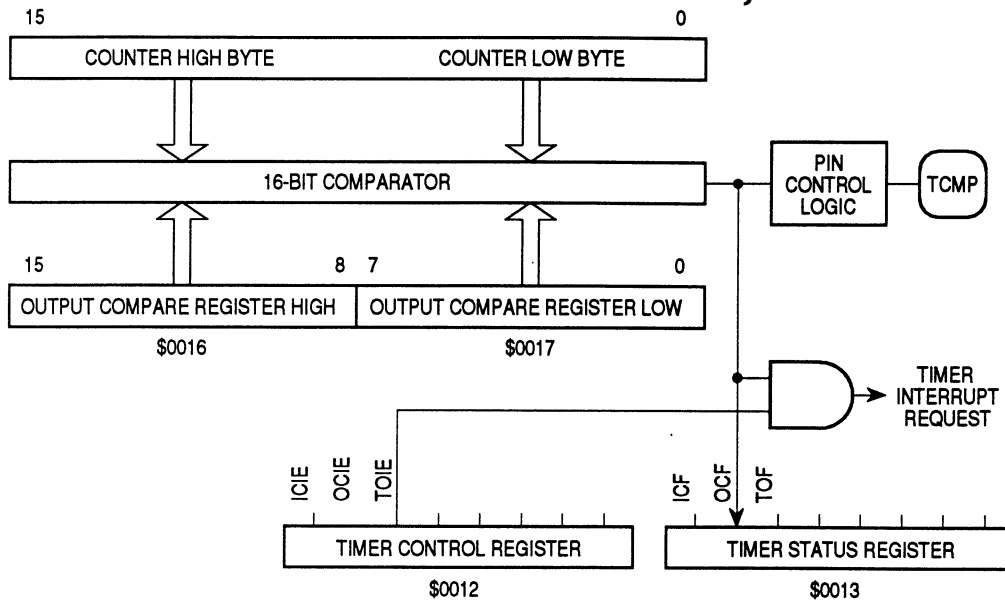 15 0
COUNTER HIGH BYTE COUNTER LOW BYTE
16-BIT COMPARATOR
PIN
CONTROL
LOGIC
TCMP
15 8 7 0
OUTPUT COMPARE REGISTER HIGH OUTPUT COMPARE REGISTER LOW
$0016 $0017
TIMER
INTERRUPT
REQUEST
ICIE
OCIE
TOIE
ICF
OCF
TOF
TIMER CONTROL REGISTER TIMER STATUS REGISTER
$0012 $0013